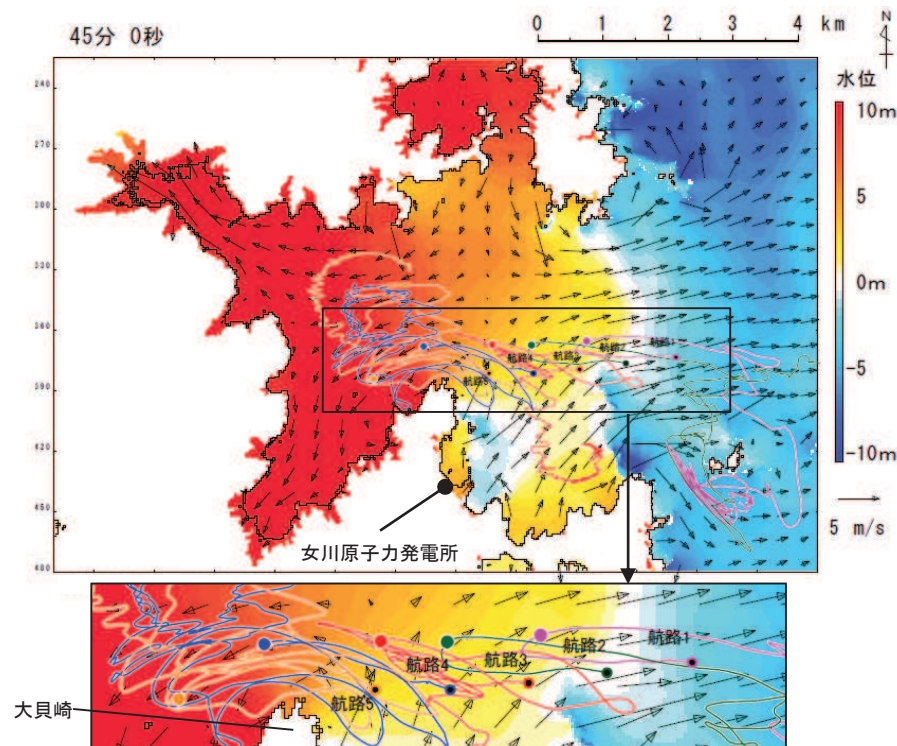 45分 0秒
0 1 2 3 4 km
N
水位
10m
5
0m
-5
-10m
5 m/s
240
270
300
330
360
390
420
450
480
航路1
航路2
航路3
航路4
航路5
女川原子力発電所
航路1
航路2
航路3
航路4
航路5
大貝崎